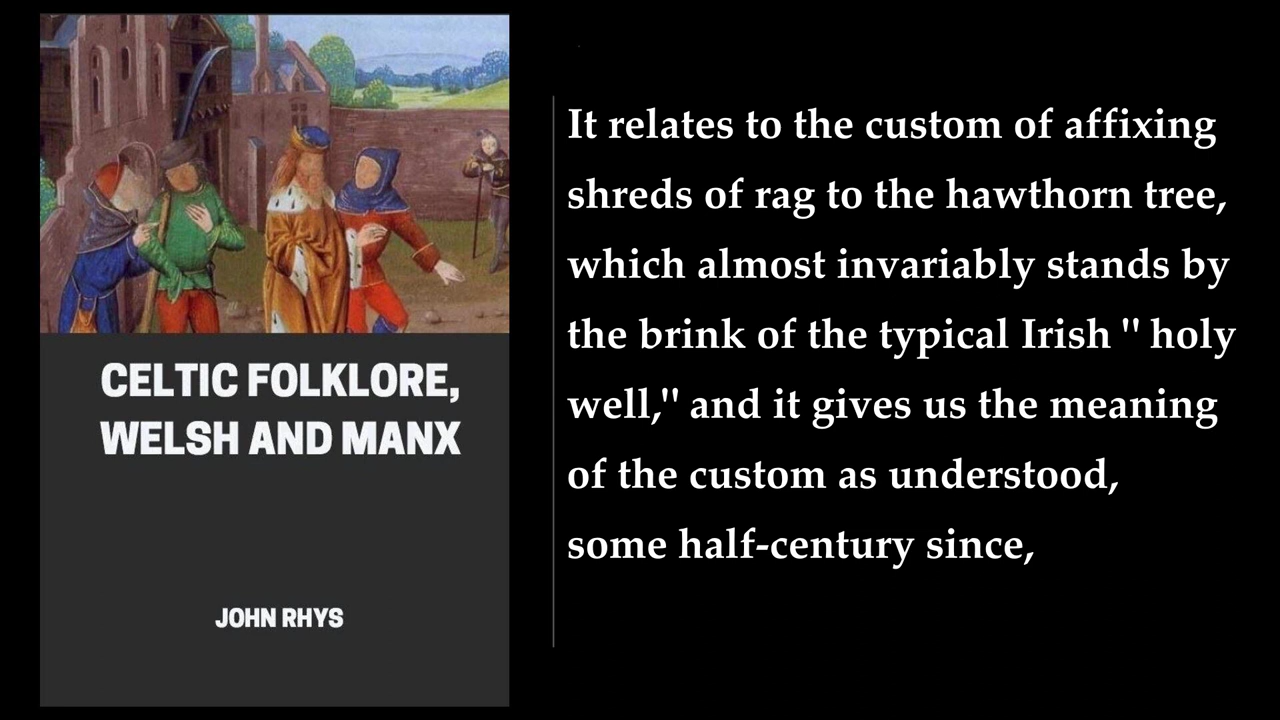 CELTIC FOLKLORE,
WELSH AND MANX
JOHN RHYS
It relates to the custom of affixing
shreds of rag to the hawthorn tree,
which almost invariably stands by
the brink of the typical Irish " holy
well," and it gives us the meaning
of the custom as understood,
some half-century since,